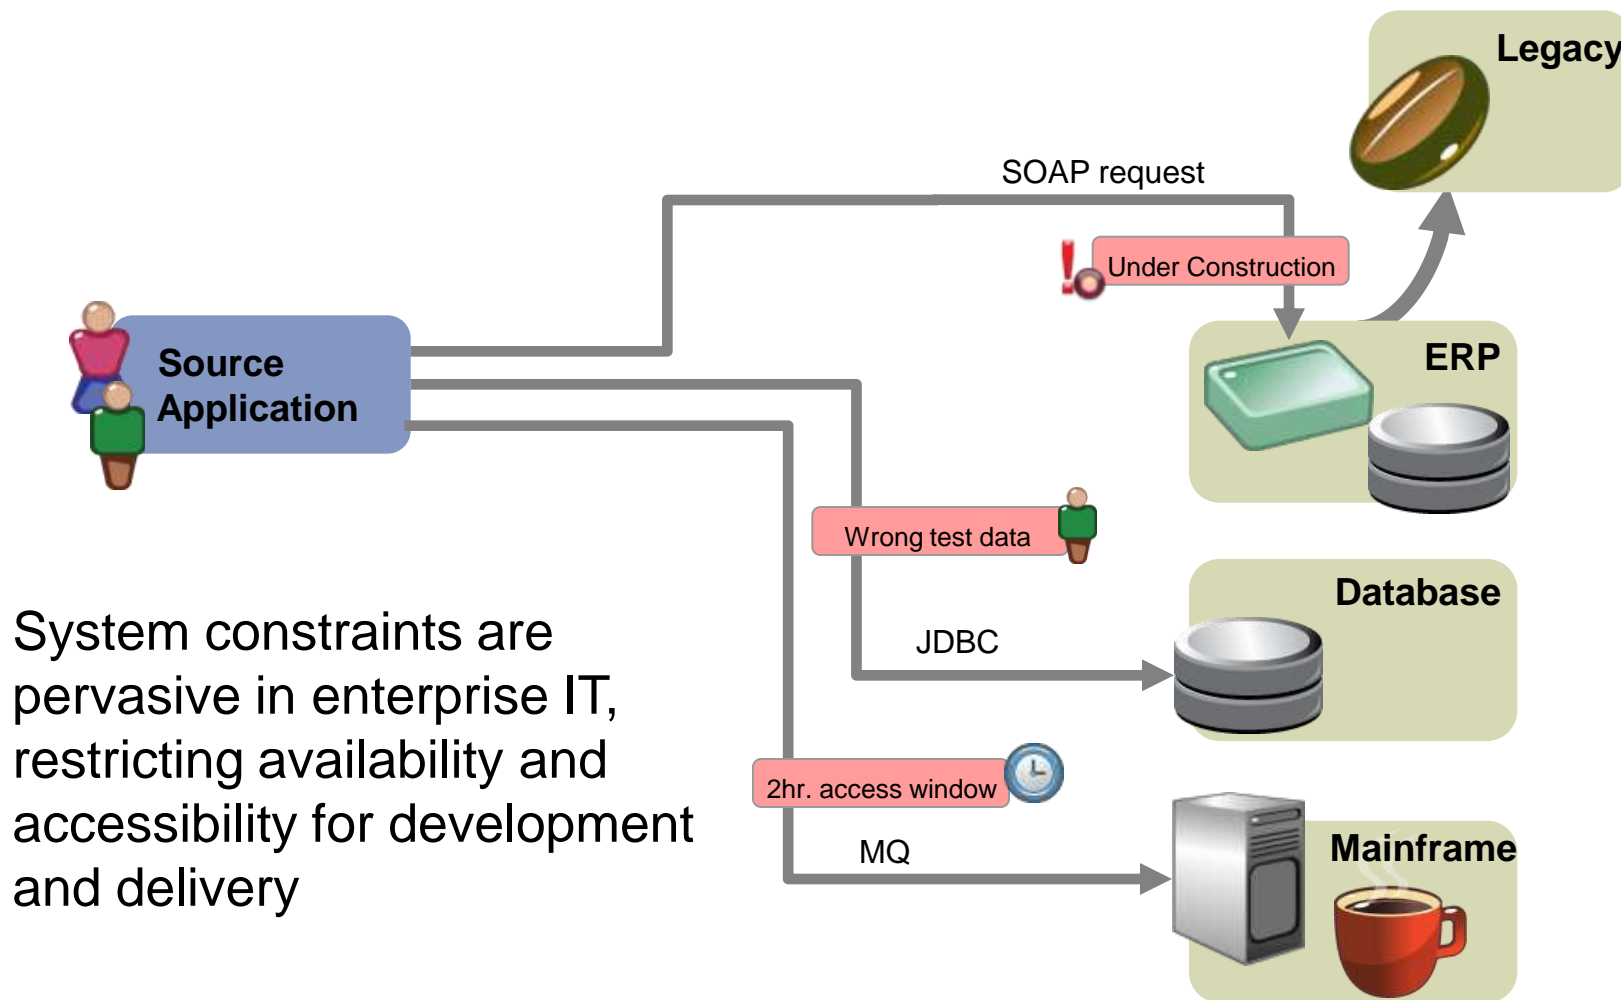 Legacy
SOAP request
Under Construction
ERP
Source
Application
Wrong test data
Database
JDBC
System constraints are
pervasive in enterprise IT,
restricting availability and
accessibility for development
and delivery
2hr. access window
MQ
Mainframe